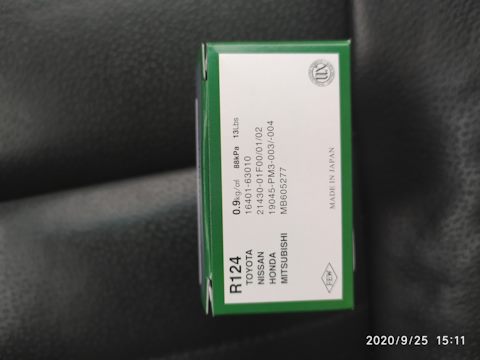 R124 0.9kg/㎠ 88kPa 13Lbs
TOYOTA 16401-63010
NISSAN 21430-01F00/01/02
HONDA 19045-PM3-003/-004
MITSUBISHI MB605277
FEW MADE IN JAPAN
2020/9/25 15:11